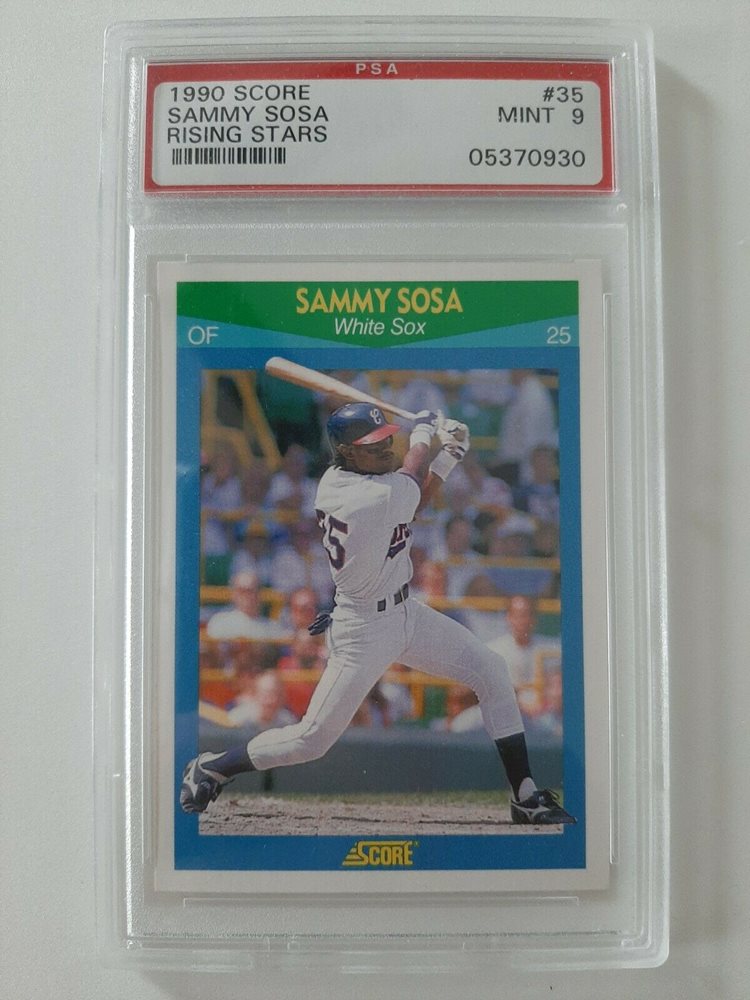 PSA
1990 SCORE #35
SAMMY SOSA MINT 9
RISING STARS
05370930
SAMMY SOSA
White Sox
OF 25
C
SCORE